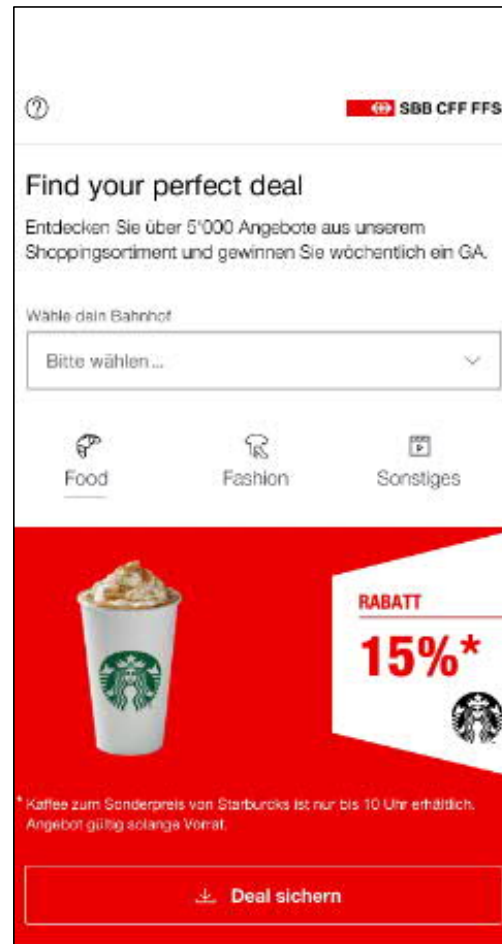 SBB CFF FFS
Find your perfect deal
Entdecken Sie über 5'000 Angebote aus unserem
Shoppingsortiment und gewinnen Sie wöchentlich ein GA.
Wähle dein Bahnhof
Bitte wählen...
Food Fashion Sonstiges
RABATT
15%*
* Kaffee zum Sonderpreis von Starburcks ist nur bis 10 Uhr erhältlich.
Angebot gültig solange Vorrat.
Deal sichern